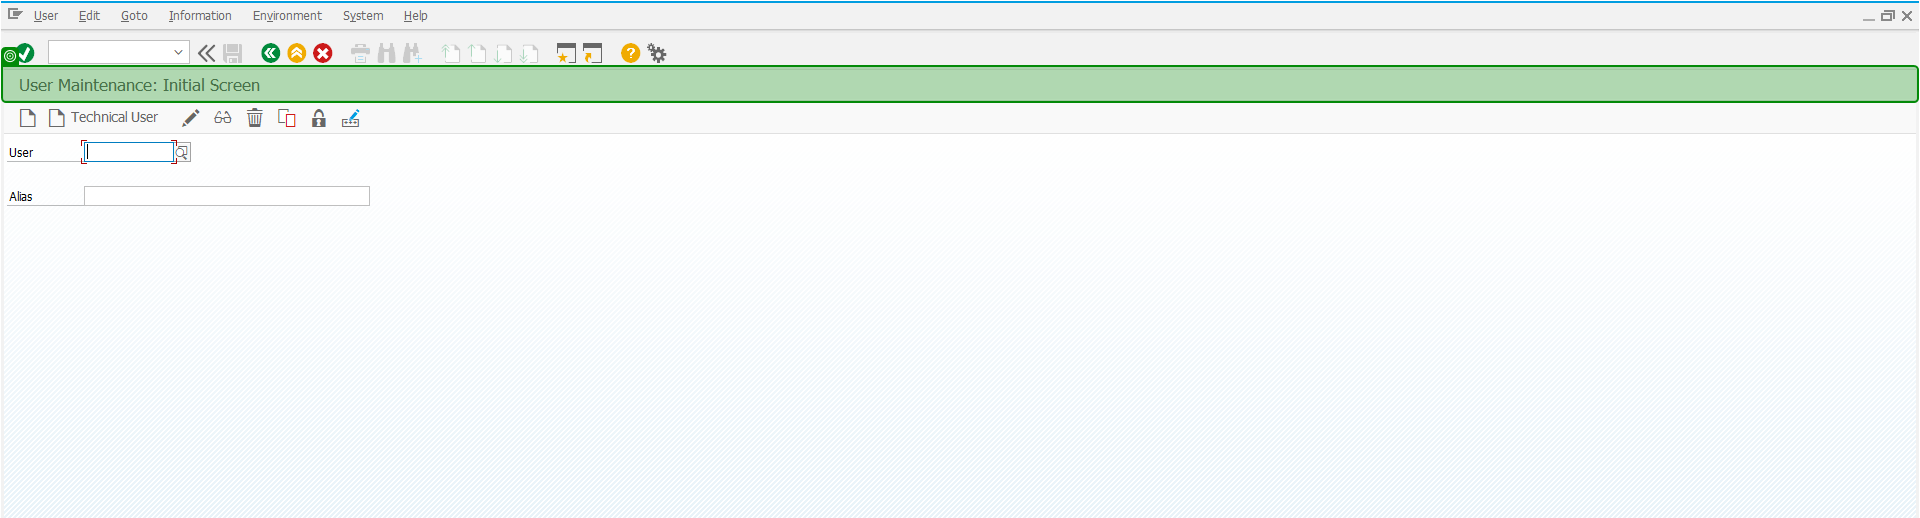 User Edit Goto Information Environment System Help
User Maintenance: Initial Screen
Technical User
User
Alias